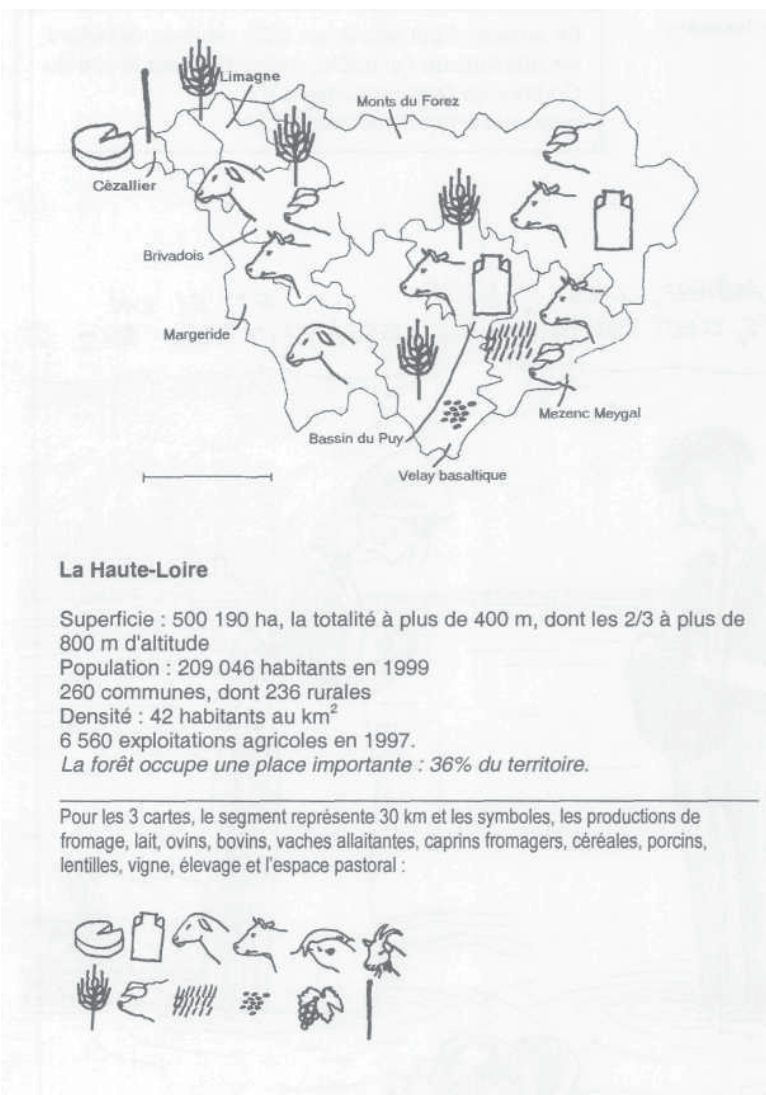 Limagne
Monts du Forez
Cézallier
Brivadois
Margeride
Mezenc Meygal
Bassin du Puy
Velay basaltique
La Haute-Loire
Superficie : 500 190 ha, la totalité à plus de 400 m, dont les 2/3 à plus de
800 m d'altitude
Population : 209 046 habitants en 1999
260 communes, dont 236 rurales
Densité : 42 habitants au km²
6 560 exploitations agricoles en 1997.
La forêt occupe une place importante : 36% du territoire.
Pour les 3 cartes, le segment représente 30 km et les symboles, les productions de
fromage, lait, ovins, bovins, vaches allaitantes, caprins fromagers, céréales, porcins,
lentilles, vigne, élevage et l'espace pastoral :